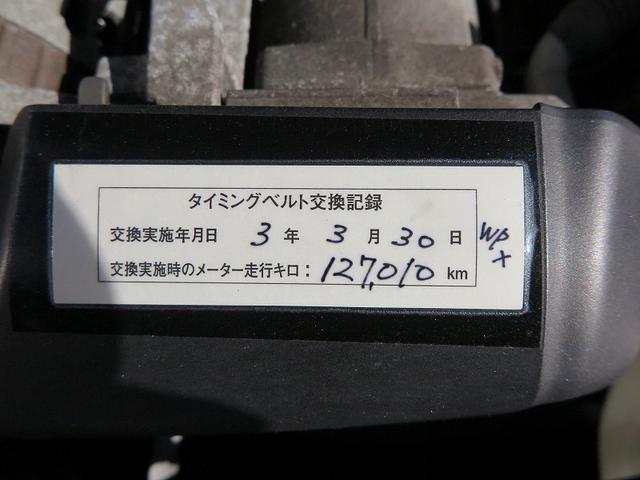 タイミングベルト交換記録
交換実施年月日 3 年 3 月 30 日 WP
交換実施時のメーター走行キロ： 127,010 km